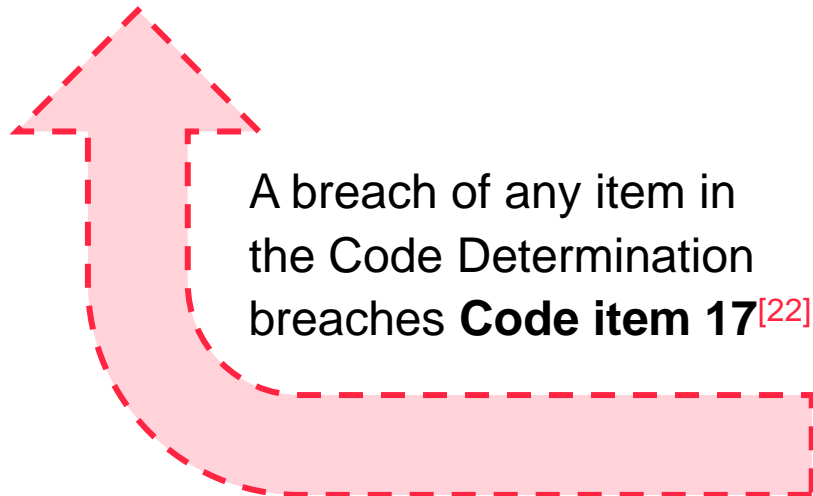 A breach of any item in
the Code Determination
breaches Code item 17[22]